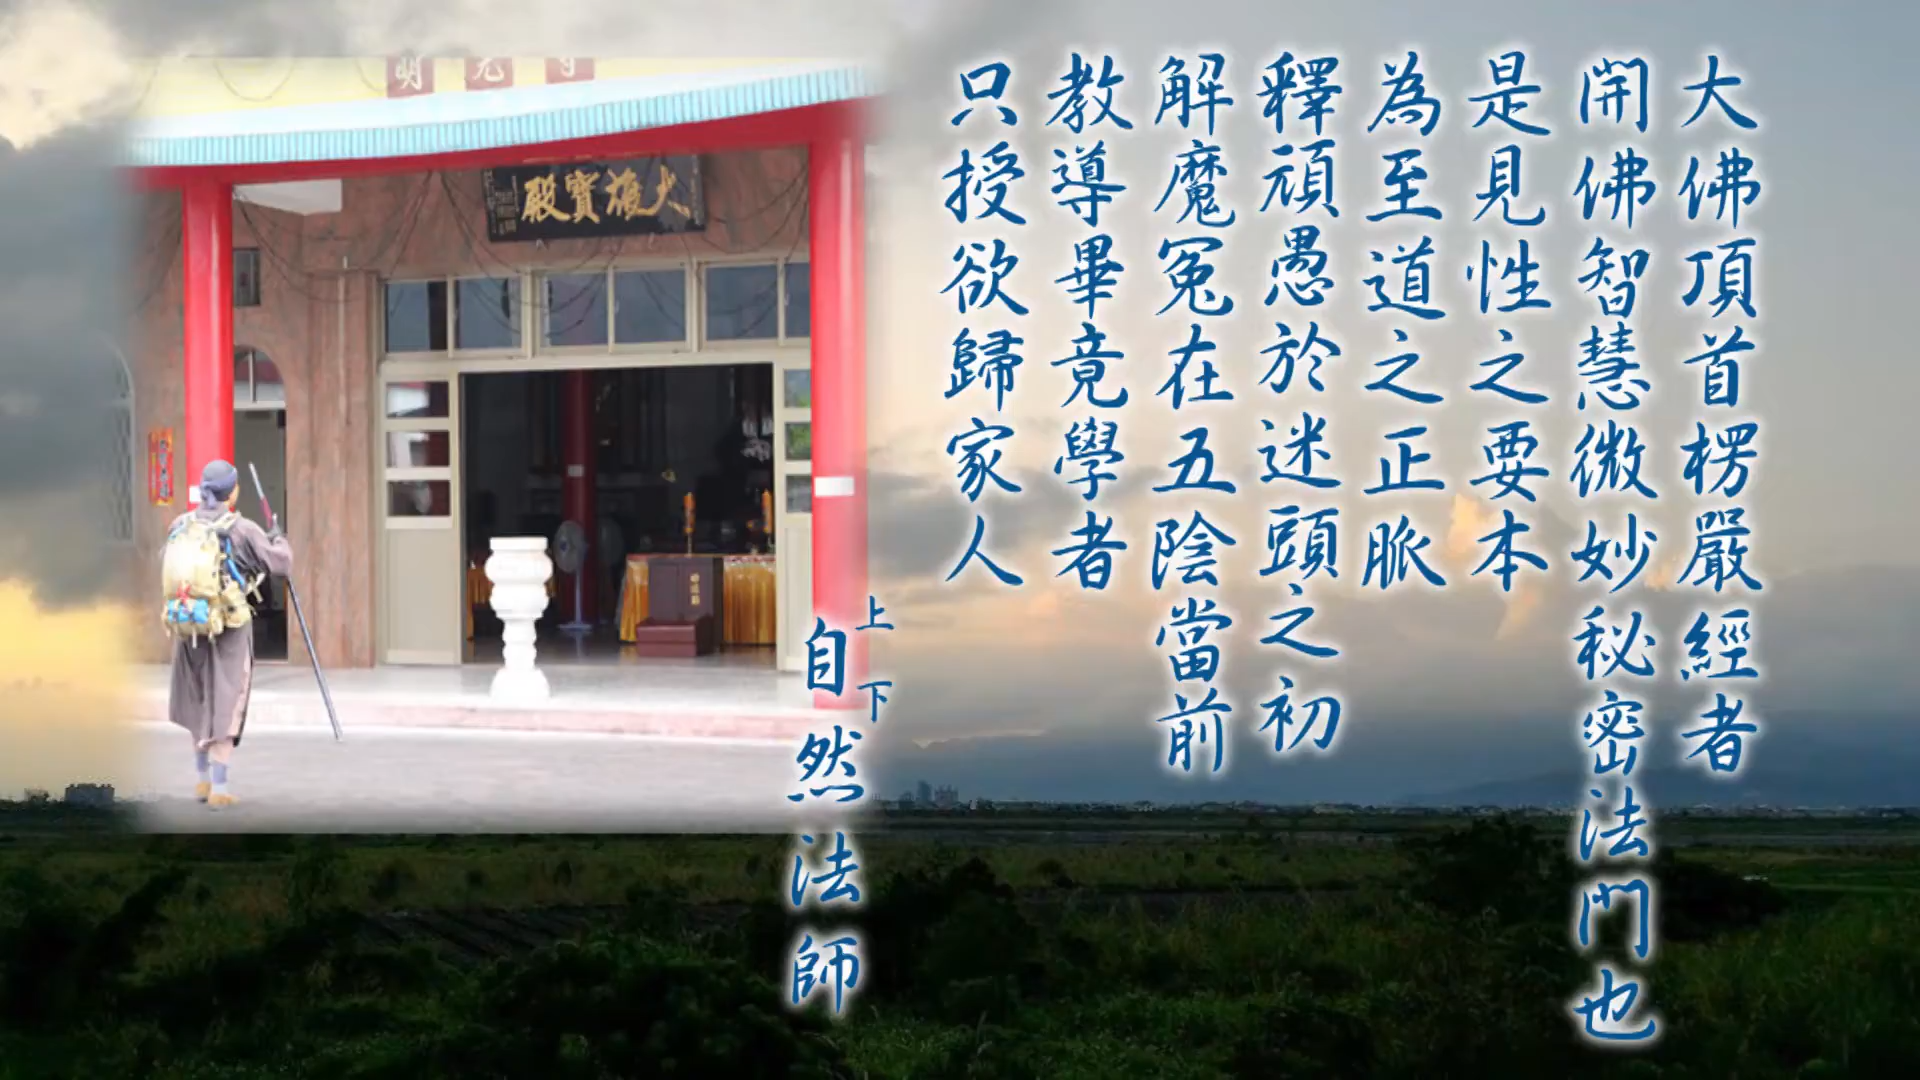 大佛頂首楞嚴經者
開佛智慧微妙秘密法門也
是見性之要本
為至道之正脈
釋頑愚於迷頭之初
解魔冤在五陰當前
教導畢竟學者
只授欲歸家人
上自下然法師
寺光明
大雄寶殿